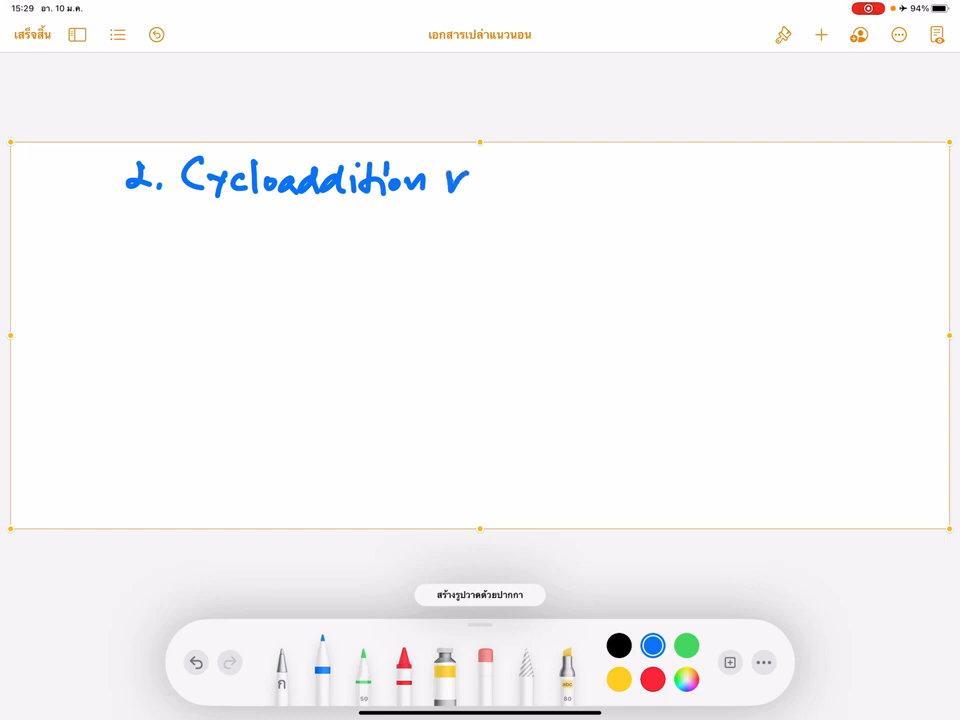 15:29 อา. 10 ม.ค. 94%
เสร็จสิ้น เอกสารเปล่าแนวนอน
2. Cycloaddition r
สร้างรูปวาดด้วยปากกา
ก 50 abc 80